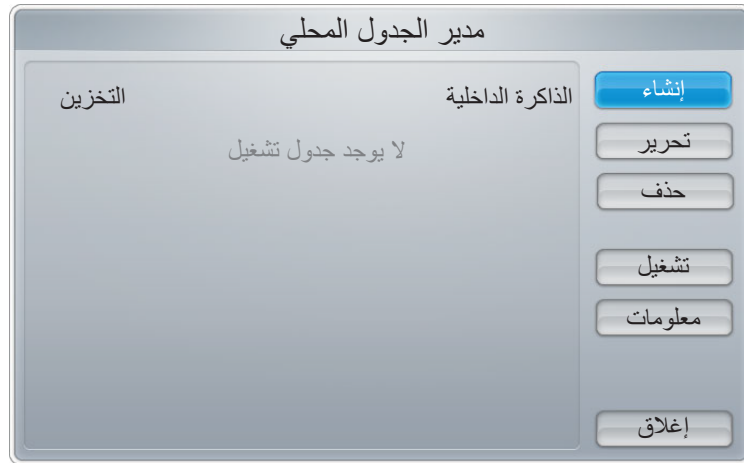 مدير الجدول المحلي
التخزين
الذاكرة الداخلية
لا يوجد جدول تشغيل
إنشاء
تحرير
حذف
تشغيل
معلومات
إغلاق